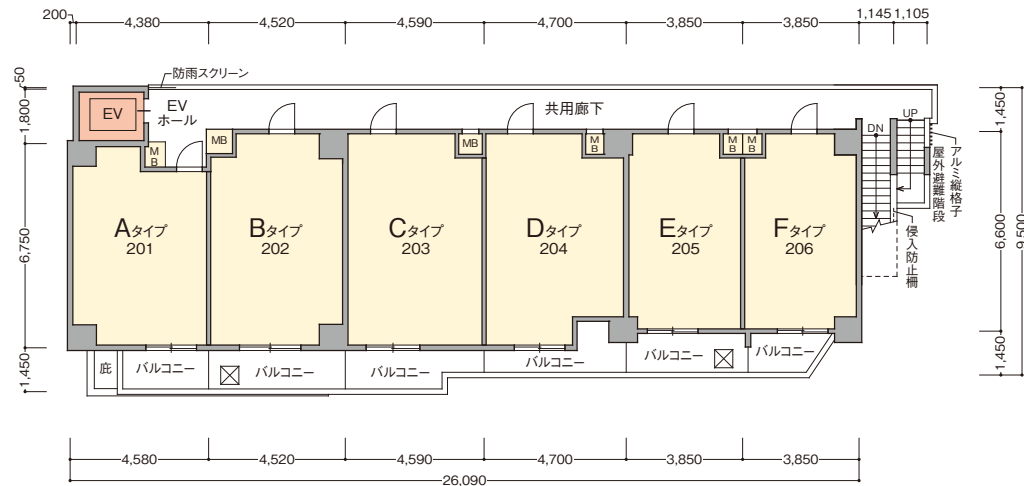 200
4,380
4,520
4,590
4,700
3,850
3,850
1,145
1,105
50
1,800
6,750
1,450
防雨スクリーン
EV
EV
ホール
共用廊下
MB
MB
MB
MB
MB
MB
DN
UP
アルミ縦格子
屋外避難階段
侵入防止柵
1,450
6,600
9,500
1,450
Aタイプ
201
Bタイプ
202
Cタイプ
203
Dタイプ
204
Eタイプ
205
Fタイプ
206
庇
バルコニー
バルコニー
バルコニー
バルコニー
バルコニー
バルコニー
4,580
4,520
4,590
4,700
3,850
3,850
26,090